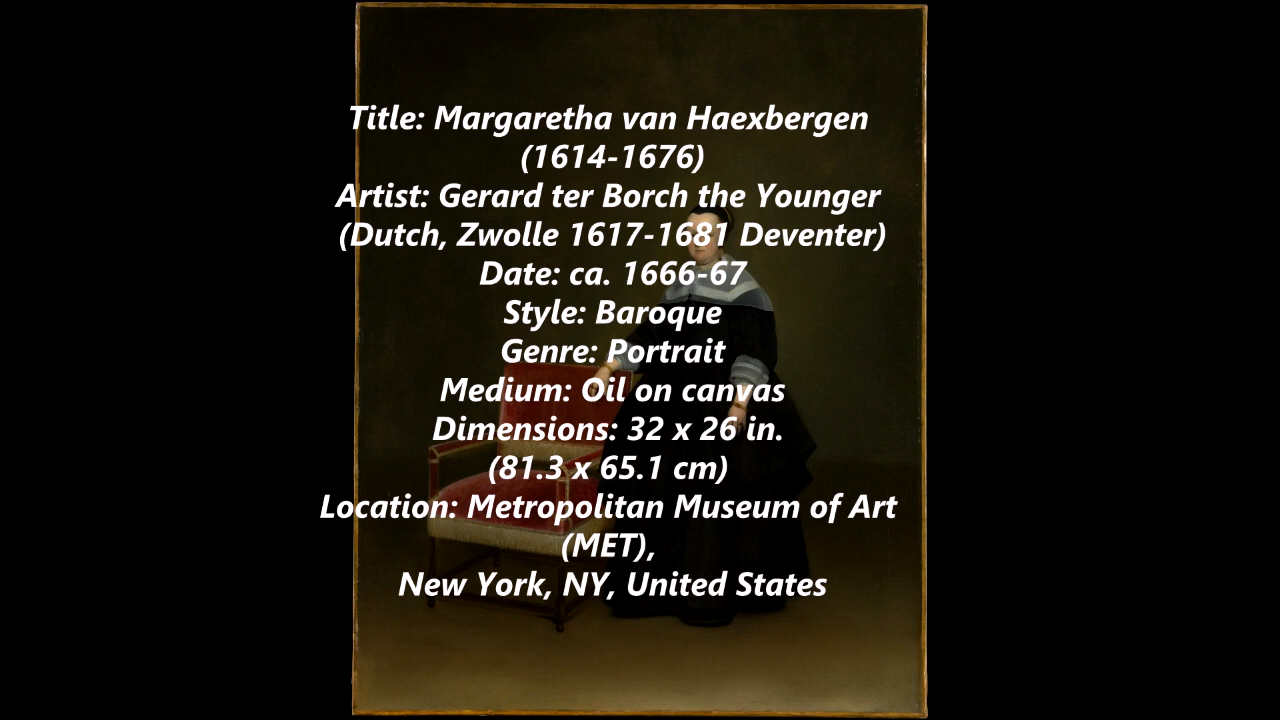 Title: Margaretha van Haexbergen
(1614-1676)
Artist: Gerard ter Borch the Younger
(Dutch, Zwolle 1617-1681 Deventer)
Date: ca. 1666-67
Style: Baroque
Genre: Portrait
Medium: Oil on canvas
Dimensions: 32 x 26 in.
(81.3 x 65.1 cm)
Location: Metropolitan Museum of Art
(MET),
New York, NY, United States